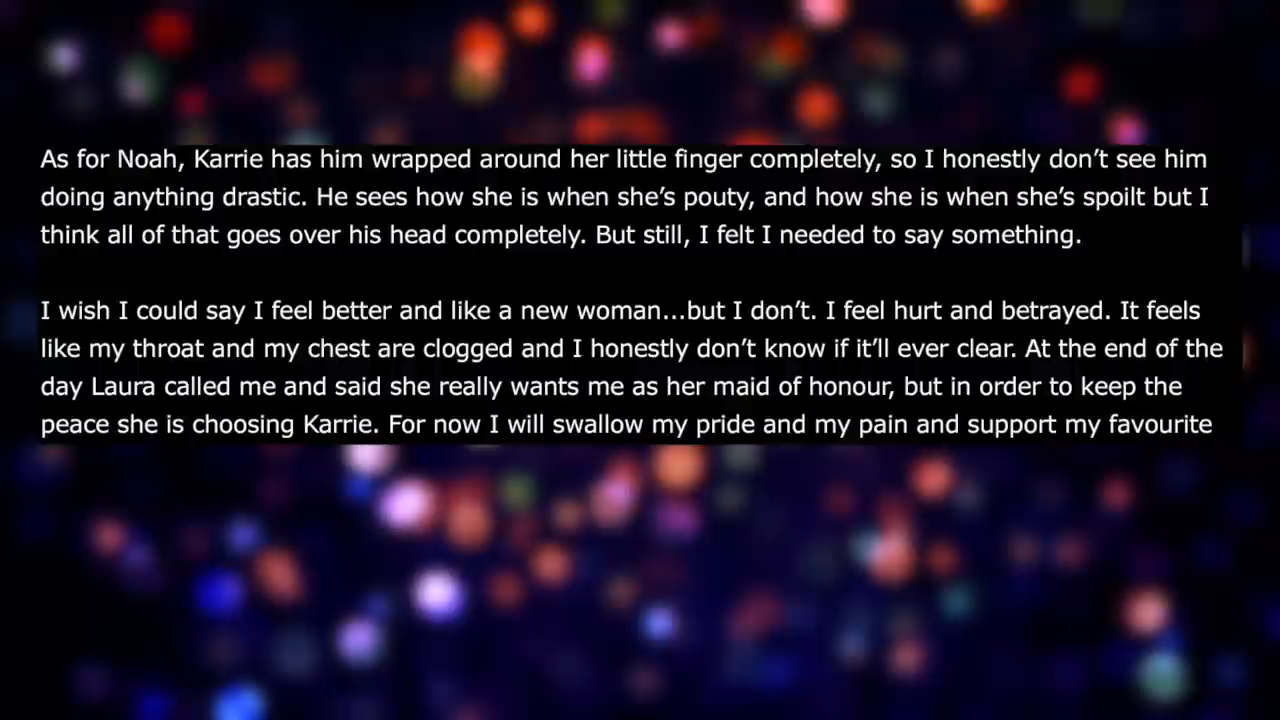 As for Noah, Karrie has him wrapped around her little finger completely, so I honestly don’t see him
doing anything drastic. He sees how she is when she’s pouty, and how she is when she’s spoilt but I
think all of that goes over his head completely. But still, I felt I needed to say something.
I wish I could say I feel better and like a new woman...but I don’t. I feel hurt and betrayed. It feels
like my throat and my chest are clogged and I honestly don’t know if it’ll ever clear. At the end of the
day Laura called me and said she really wants me as her maid of honour, but in order to keep the
peace she is choosing Karrie. For now I will swallow my pride and my pain and support my favourite